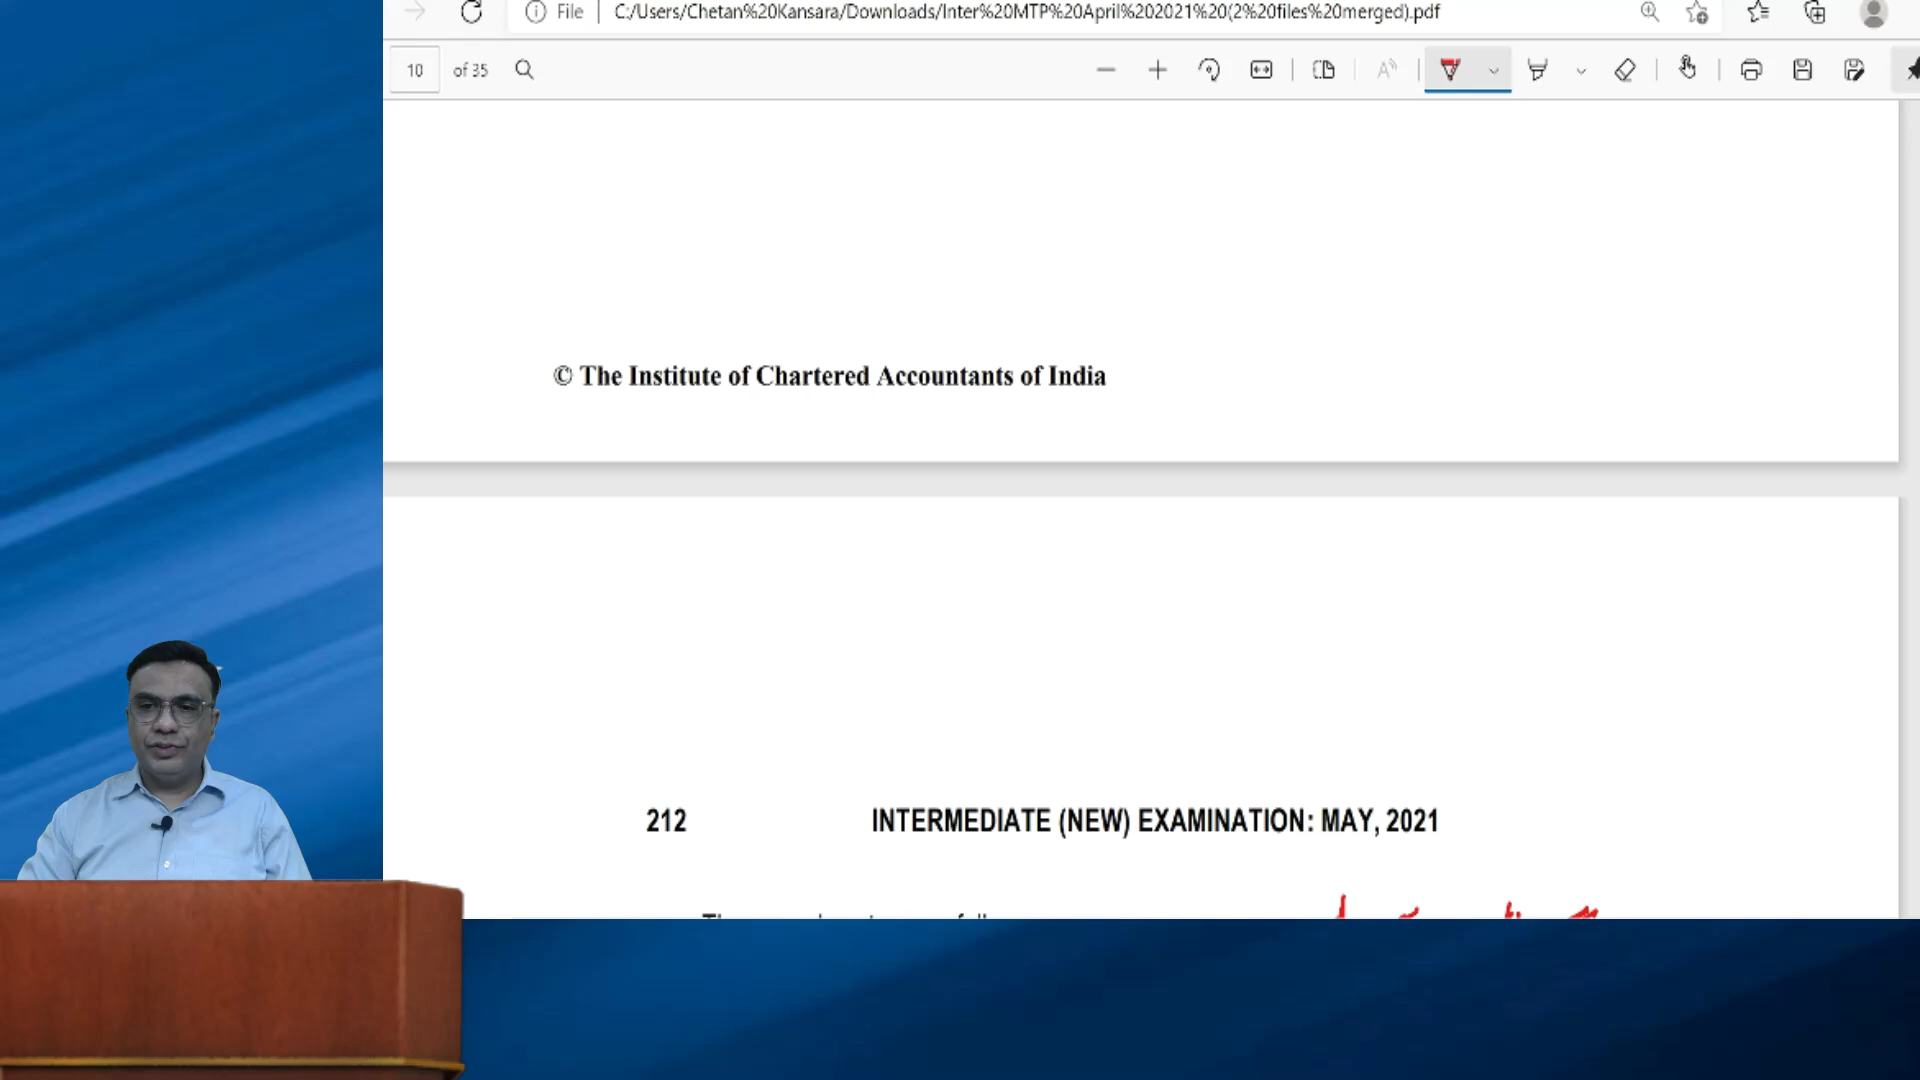 File
C:/Users/Chetan%20Kansara/Downloads/Inter%20MTP%20April%202021%20(2%20files%20merged).pdf
10 of 35
© The Institute of Chartered Accountants of India
212 INTERMEDIATE (NEW) EXAMINATION: MAY, 2021